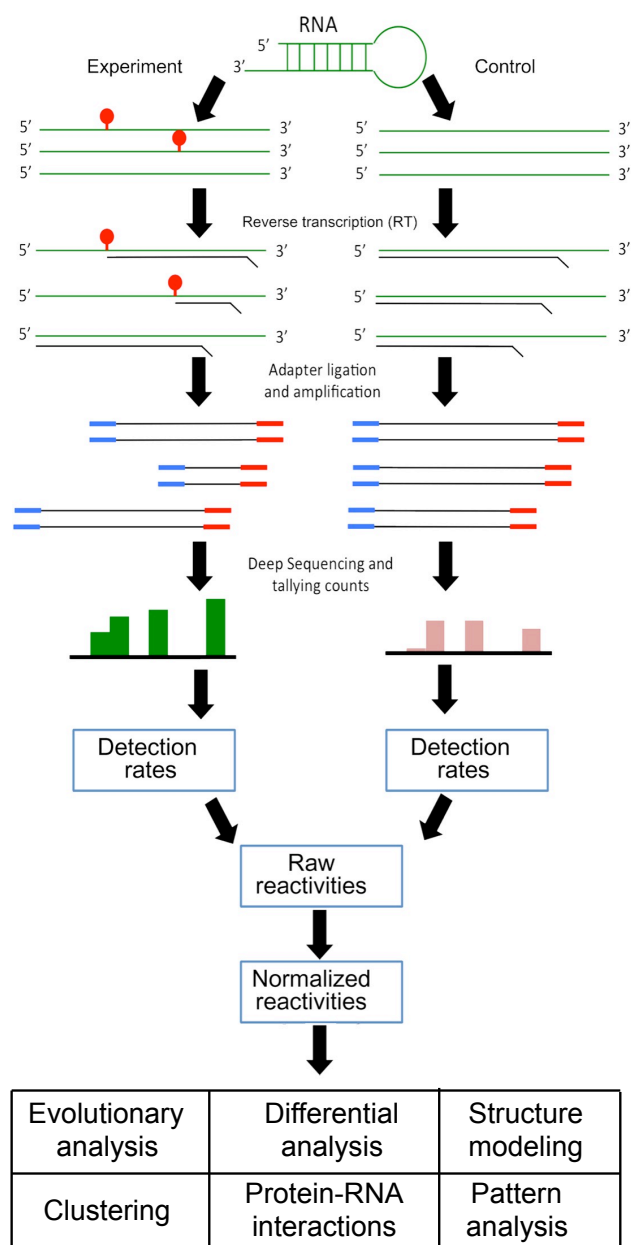 RNA
5'
3'
Experiment
Control
5' 3'
5' 3'
5' 3'
5' 3'
5' 3'
5' 3'
Reverse transcription (RT)
5' 3'
5' 3'
5' 3'
5' 3'
5' 3'
5' 3'
Adapter ligation
and amplification
Deep Sequencing and
tallying counts
Detection
rates
Detection
rates
Raw
reactivities
Normalized
reactivities
Evolutionary
analysis
Differential
analysis
Structure
modeling
Clustering
Protein-RNA
interactions
Pattern
analysis